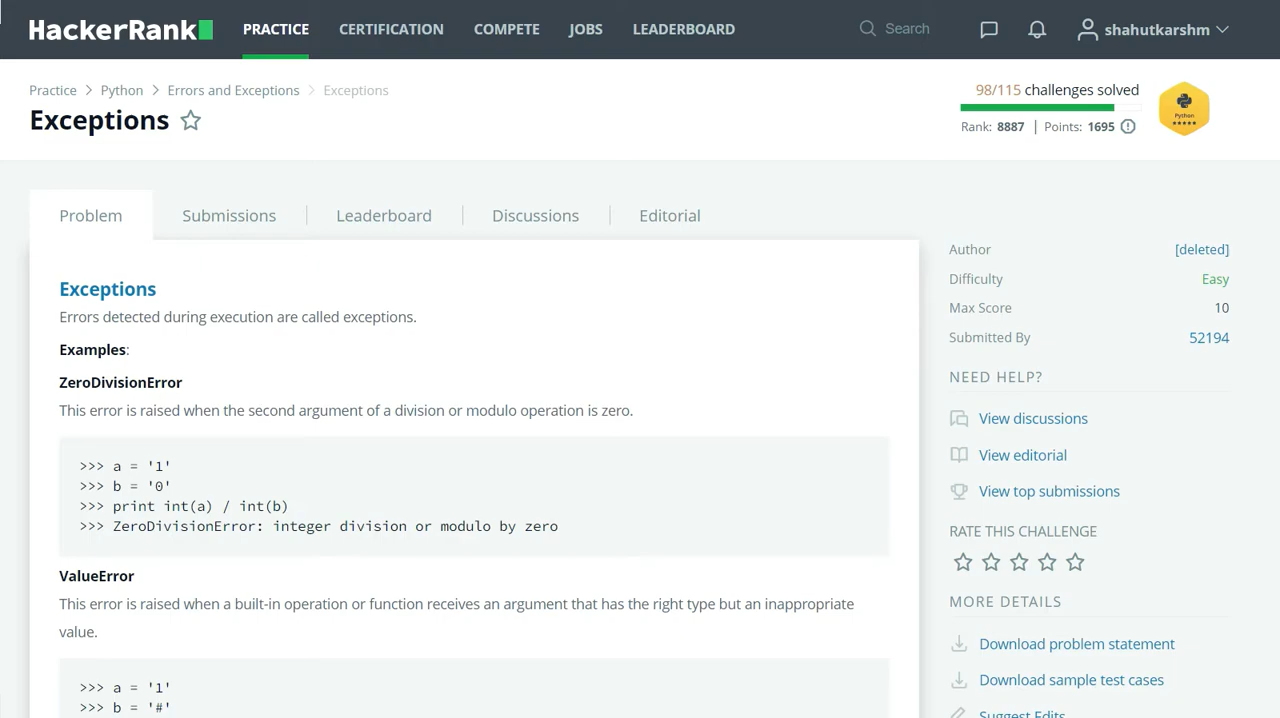 HackerRank PRACTICE CERTIFICATION COMPETE JOBS LEADERBOARD Search shahutkarshm
Practice > Python > Errors and Exceptions > Exceptions
Exceptions
98/115 challenges solved
Rank: 8887 | Points: 1695
Python
Problem Submissions Leaderboard Discussions Editorial
Exceptions
Errors detected during execution are called exceptions.
Examples:
ZeroDivisionError
This error is raised when the second argument of a division or modulo operation is zero.
>>> a = '1'
>>> b = '0'
>>> print int(a) / int(b)
>>> ZeroDivisionError: integer division or modulo by zero
ValueError
This error is raised when a built-in operation or function receives an argument that has the right type but an inappropriate
value.
>>> a = '1'
>>> b = '#'
Author [deleted]
Difficulty Easy
Max Score 10
Submitted By 52194
NEED HELP?
View discussions
View editorial
View top submissions
RATE THIS CHALLENGE
MORE DETAILS
Download problem statement
Download sample test cases
Suggest Edits